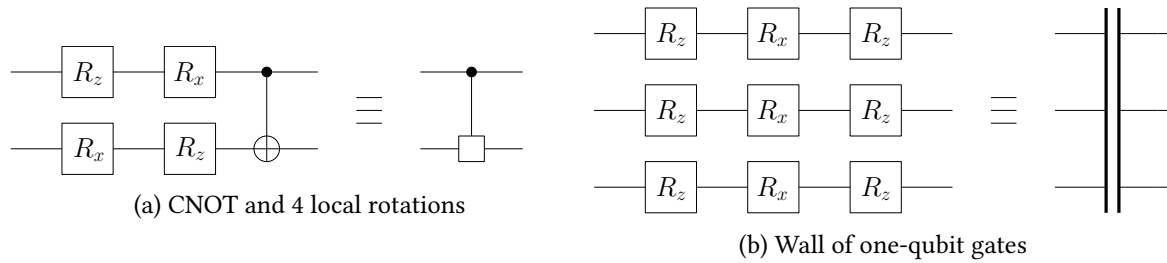 R_z R_x
R_x R_z
(a) CNOT and 4 local rotations
R_z R_x R_z
R_z R_x R_z
R_z R_x R_z
(b) Wall of one-qubit gates